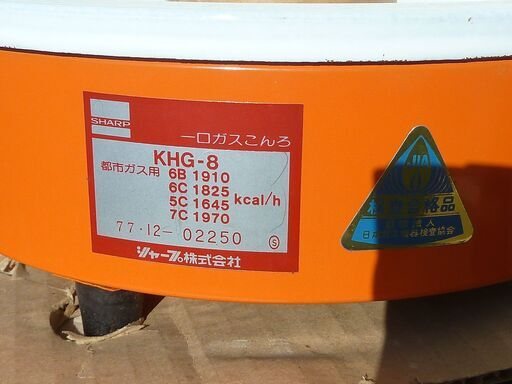 SHARP
一口ガスこんろ
KHG-8
都市ガス用
6B 1910
6C 1825
5C 1645 kcal/h
7C 1970
77.12- 02250 S
シャープ株式会社
JIA
検査合格品